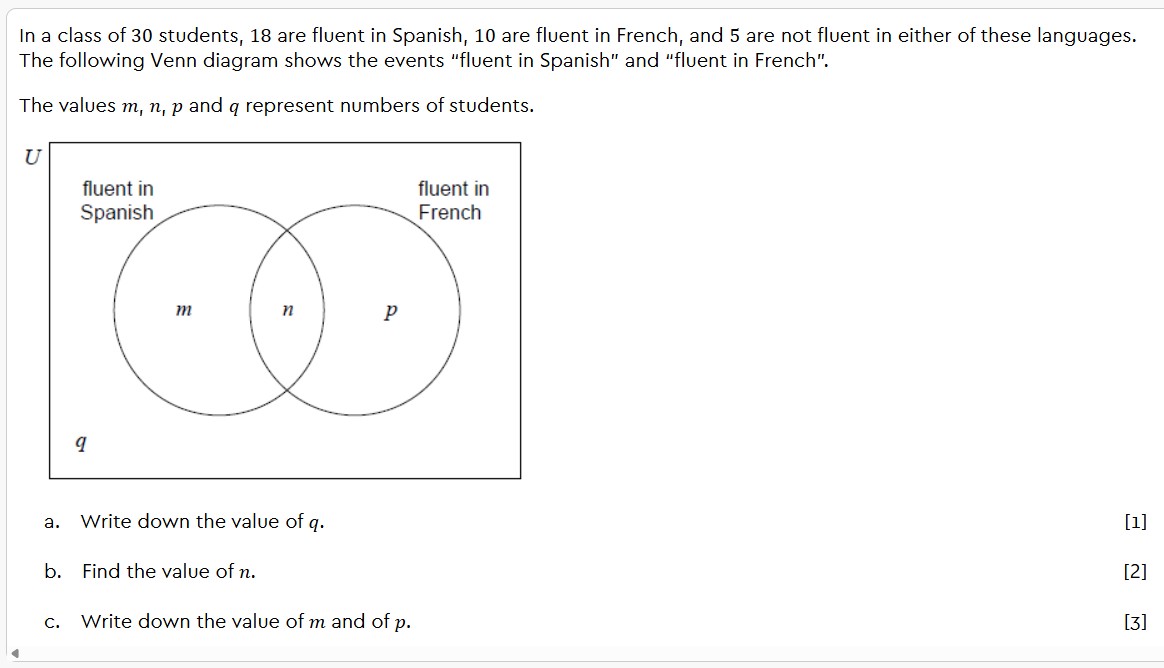 In a class of 30 students, 18 are fluent in Spanish, 10 are fluent in French, and 5 are not fluent in either of these languages.
The following Venn diagram shows the events "fluent in Spanish" and "fluent in French".
The values m, n, p and q represent numbers of students.
U
fluent in
Spanish
fluent in
French
m
n
p
q
a. Write down the value of q. [1]
b. Find the value of n. [2]
c. Write down the value of m and of p. [3]